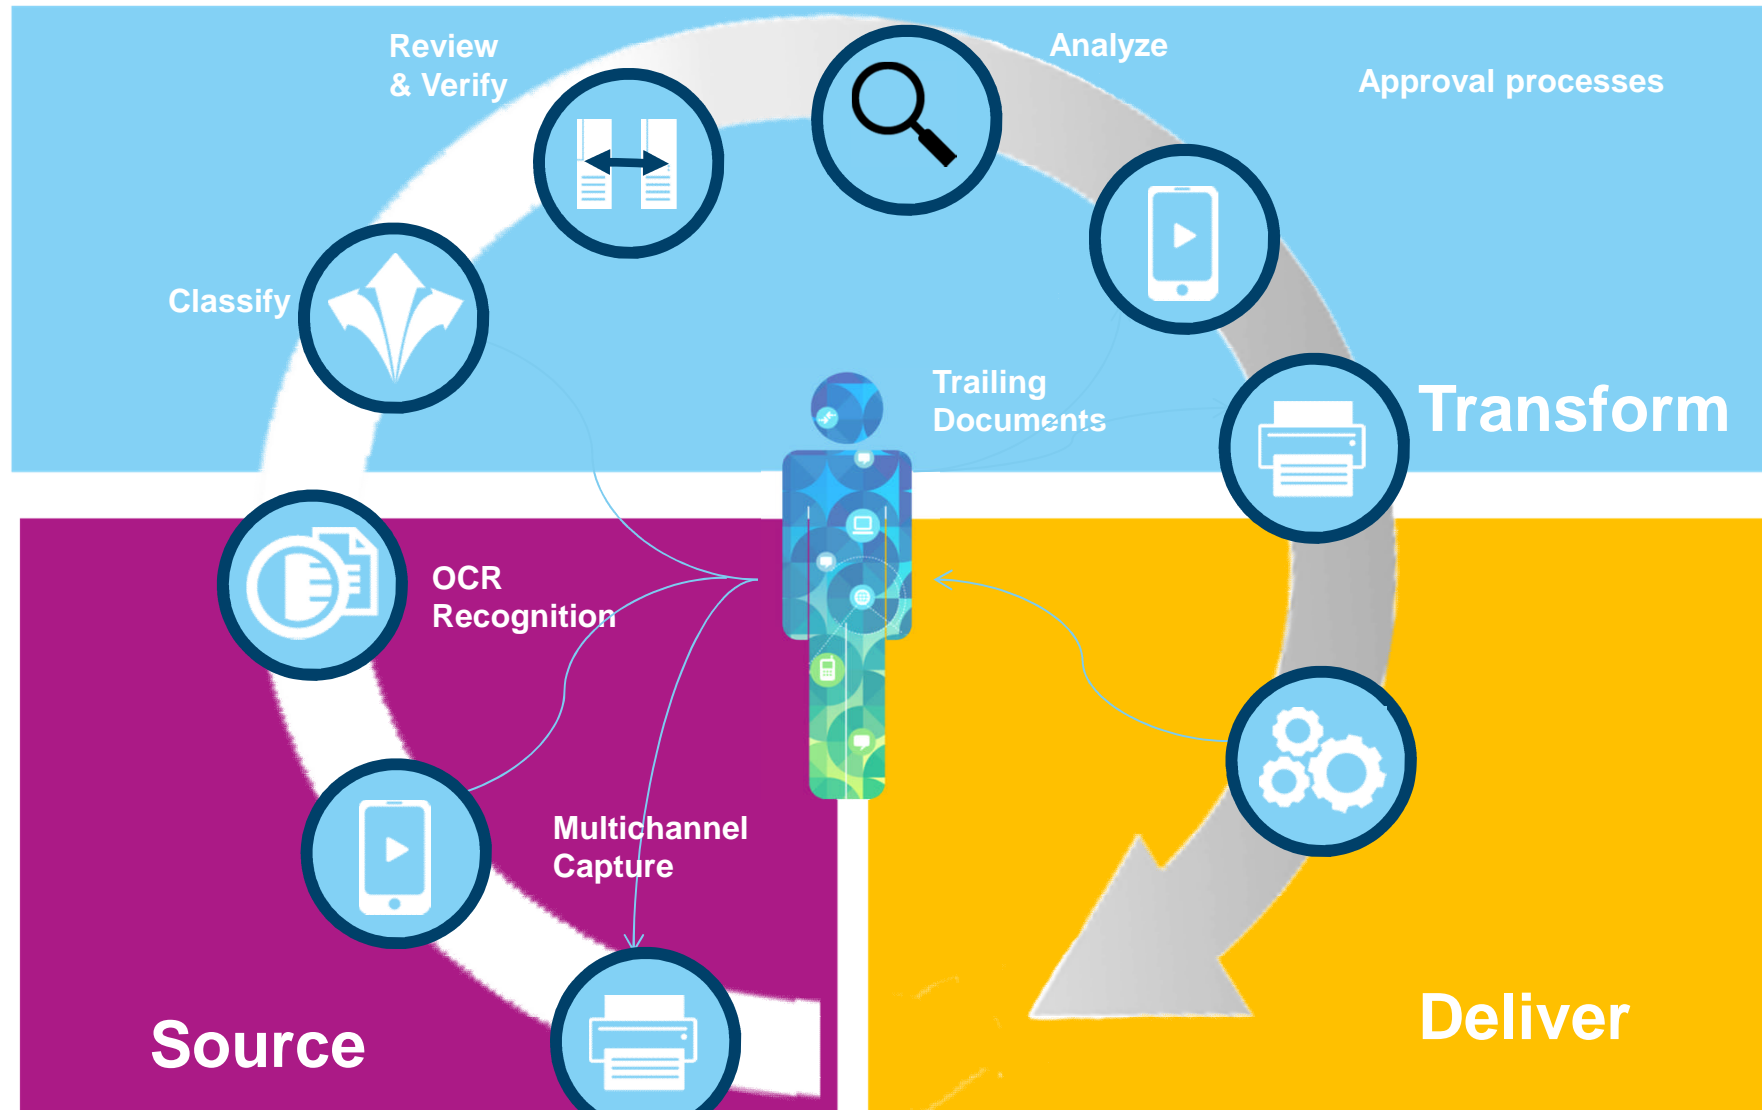 Review
& Verify
Analyze
Approval processes
Classify
Trailing
Documents
Transform
OCR
Recognition
Multichannel
Capture
Source
Deliver